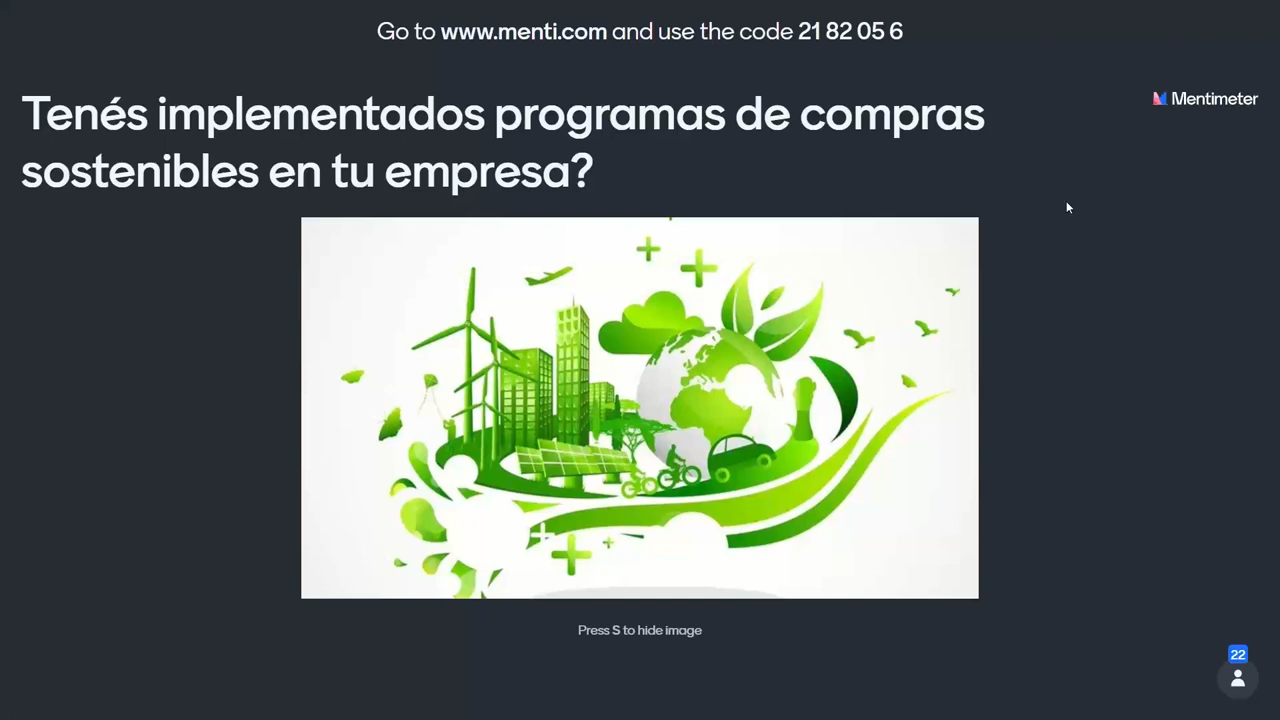 Go to www.menti.com and use the code 21 82 05 6
Mentimeter
Tenés implementados programas de compras
sostenibles en tu empresa?
Press S to hide image
22